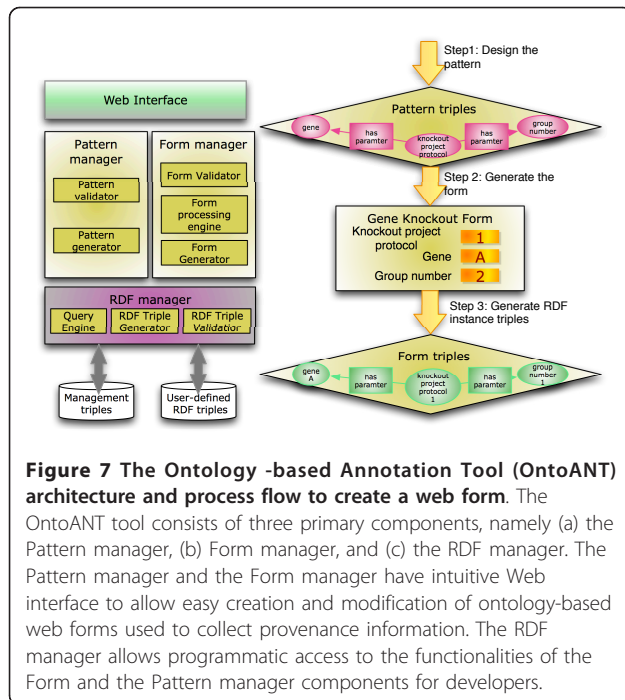 Web Interface
Pattern
manager
Pattern
validator
Pattern
generator
Form manager
Form Validator
Form
processing
engine
Form
Generator
RDF manager
Query
Engine
RDF Triple
Generator
RDF Triple
Validatior
Management
triples
User-defined
RDF triples
Step1: Design the
pattern
Pattern triples
gene
has
paramter
knockout
project
protocol
has
paramter
group
number
Step 2: Generate the
form
Gene Knockout Form
Knockout project
protocol
1
Gene
A
Group number
2
Step 3: Generate RDF
instance triples
Form triples
gene
A
has
paramter
knockout
project
protocol
1
has
paramter
group
number
1
Figure 7 The Ontology -based Annotation Tool (OntoANT)
architecture and process flow to create a web form. The
OntoANT tool consists of three primary components, namely (a) the
Pattern manager, (b) Form manager, and (c) the RDF manager. The
Pattern manager and the Form manager have intuitive Web
interface to allow easy creation and modification of ontology-based
web forms used to collect provenance information. The RDF
manager allows programmatic access to the functionalities of the
Form and the Pattern manager components for developers.